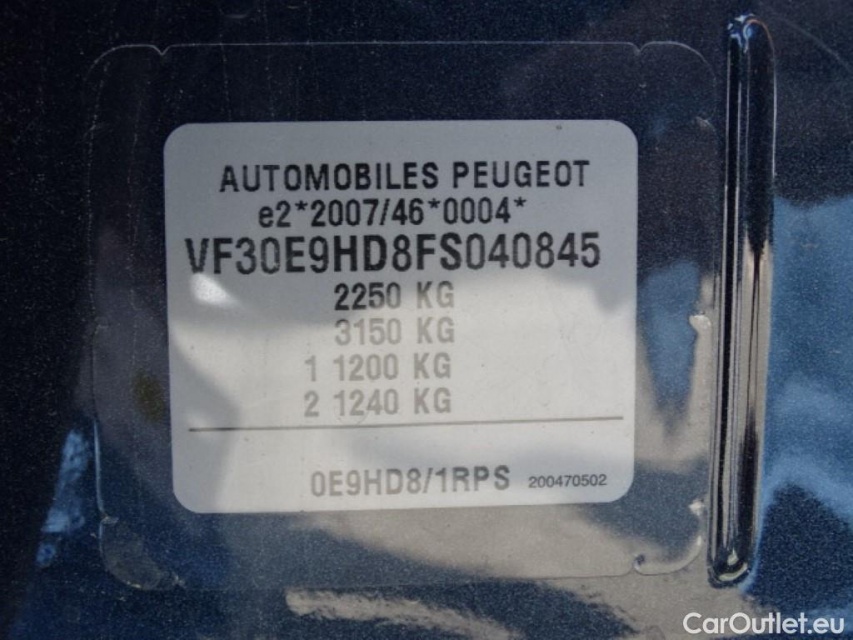 AUTOMOBILES PEUGEOT
e2*2007/46*0004*
VF30E9HD8FS040845
2250 KG
3150 KG
1 1200 KG
2 1240 KG
0E9HD8/1RPS 200470502
CarOutlet.eu